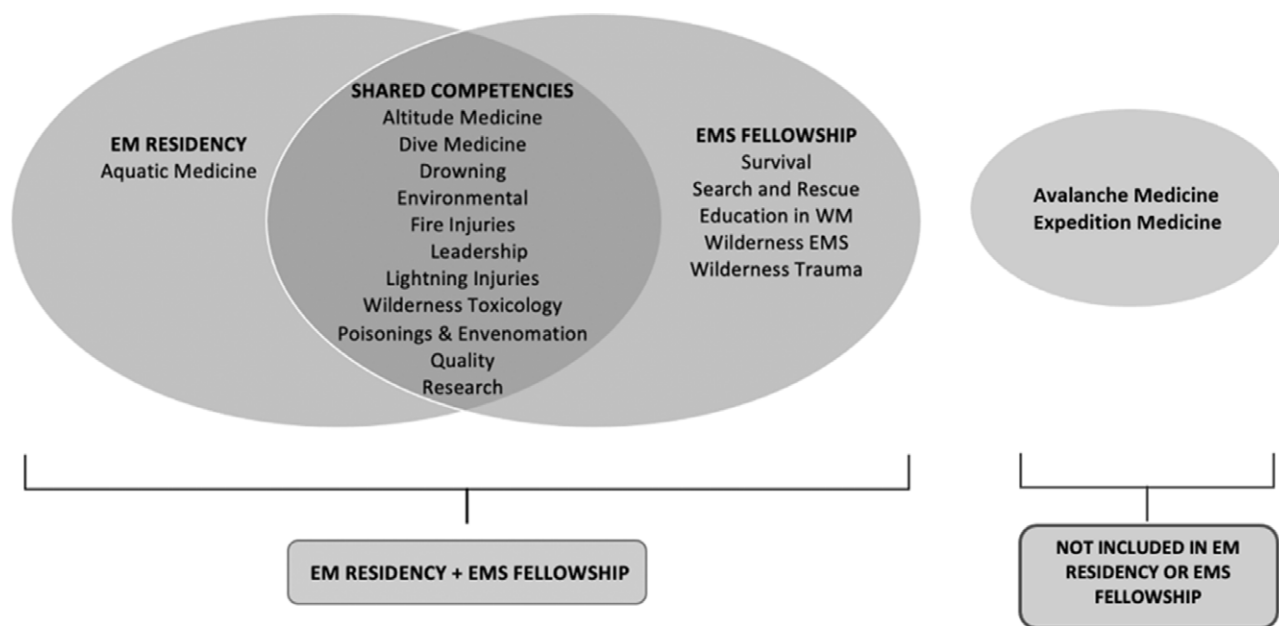 EM RESIDENCY
Aquatic Medicine
SHARED COMPETENCIES
Altitude Medicine
Dive Medicine
Drowning
Environmental
Fire Injuries
Leadership
Lightning Injuries
Wilderness Toxicology
Poisonings & Envenomation
Quality
Research
EMS FELLOWSHIP
Survival
Search and Rescue
Education in WM
Wilderness EMS
Wilderness Trauma
Avalanche Medicine
Expedition Medicine
EM RESIDENCY + EMS FELLOWSHIP
NOT INCLUDED IN EM
RESIDENCY OR EMS
FELLOWSHIP